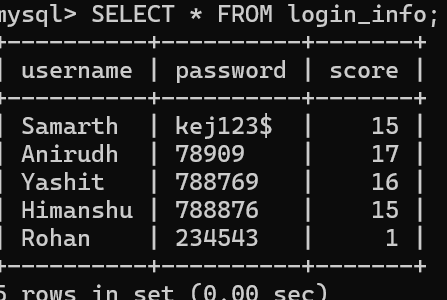 mysql> SELECT * FROM login_info;
+----------+----------+-------+
| username | password | score |
+----------+----------+-------+
| Samarth | kej123$ | 15 |
| Anirudh | 78909 | 17 |
| Yashit | 788769 | 16 |
| Himanshu | 788876 | 15 |
| Rohan | 234543 | 1 |
+----------+----------+-------+
5 rows in set (0.00 sec)